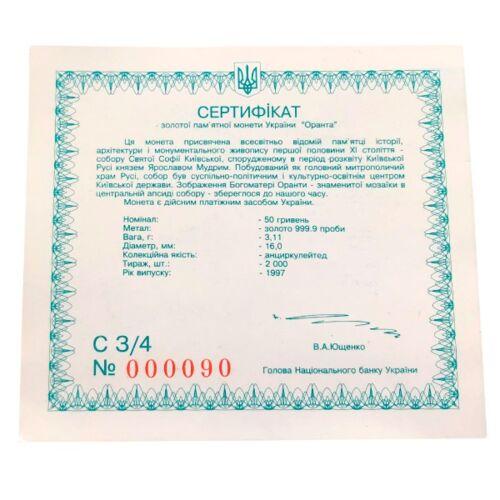 СЕРТИФІКАТ
золотої пам'ятної монети України "Оранта"
Ця монета присвячена всесвітньо відомій пам'ятці історії,
архітектури і монументального живопису першої половини XI століття -
собору Святої Софії Київської, спорудженому в період розквіту Київської
Русі князем Ярославом Мудрим. Побудований як головний митрополичий
храм Русі, собор був суспільно-політичним і культурно-освітнім центром
Київської держави. Зображення Богоматері Оранти - знаменитої мозаїки в
центральній апсиді собору - збереглося до нашого часу.
Монета є дійсним платіжним засобом України.
Номінал: - 50 гривень
Метал: - золото 999.9 проби
Вага, г: - 3,11
Діаметр, мм: - 16,0
Колекційна якість: - анциркулейтед
Тираж, шт.: - 2 000
Рік випуску: - 1997
С 3/4
В.А.Ющенко
№ 000090
Голова Національного банку України